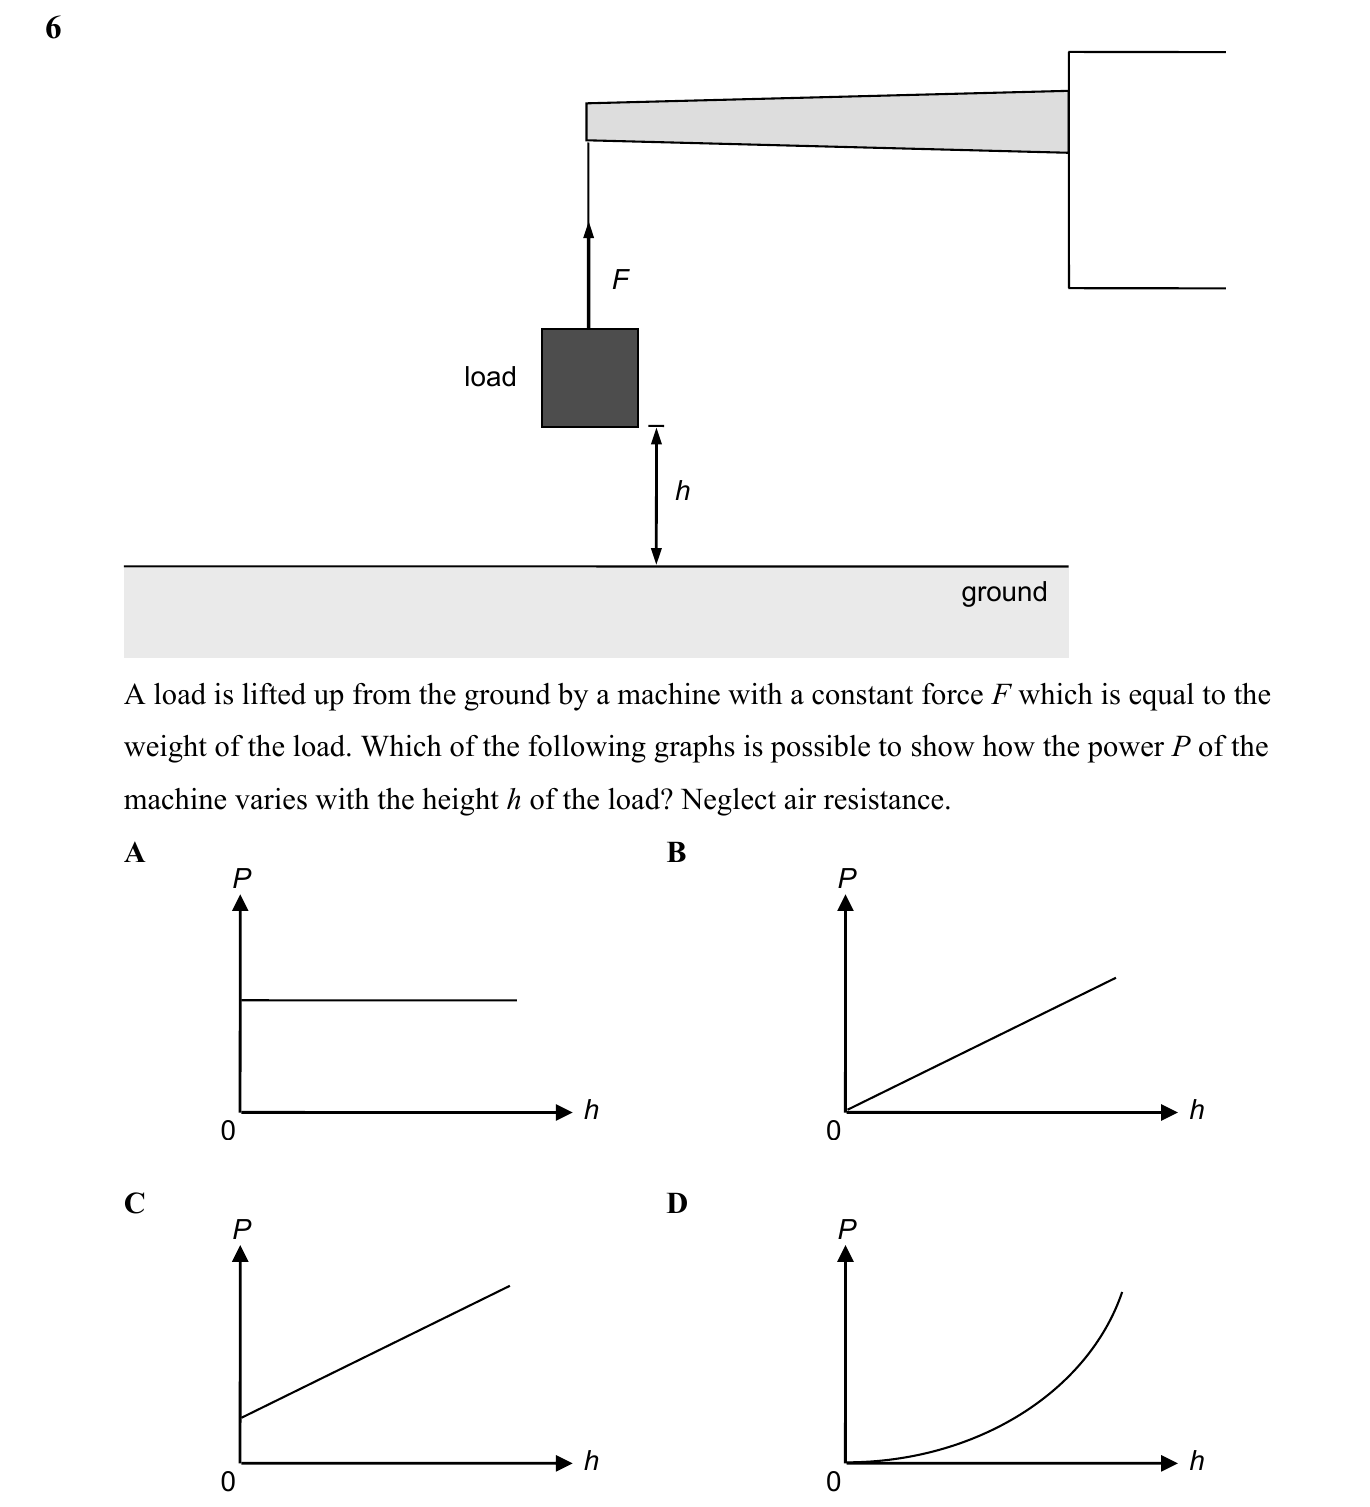 6
F
load
h
ground
A load is lifted up from the ground by a machine with a constant force F which is equal to the
weight of the load. Which of the following graphs is possible to show how the power P of the
machine varies with the height h of the load? Neglect air resistance.
A
P
h
0
B
P
h
0
C
P
h
0
D
P
h
0